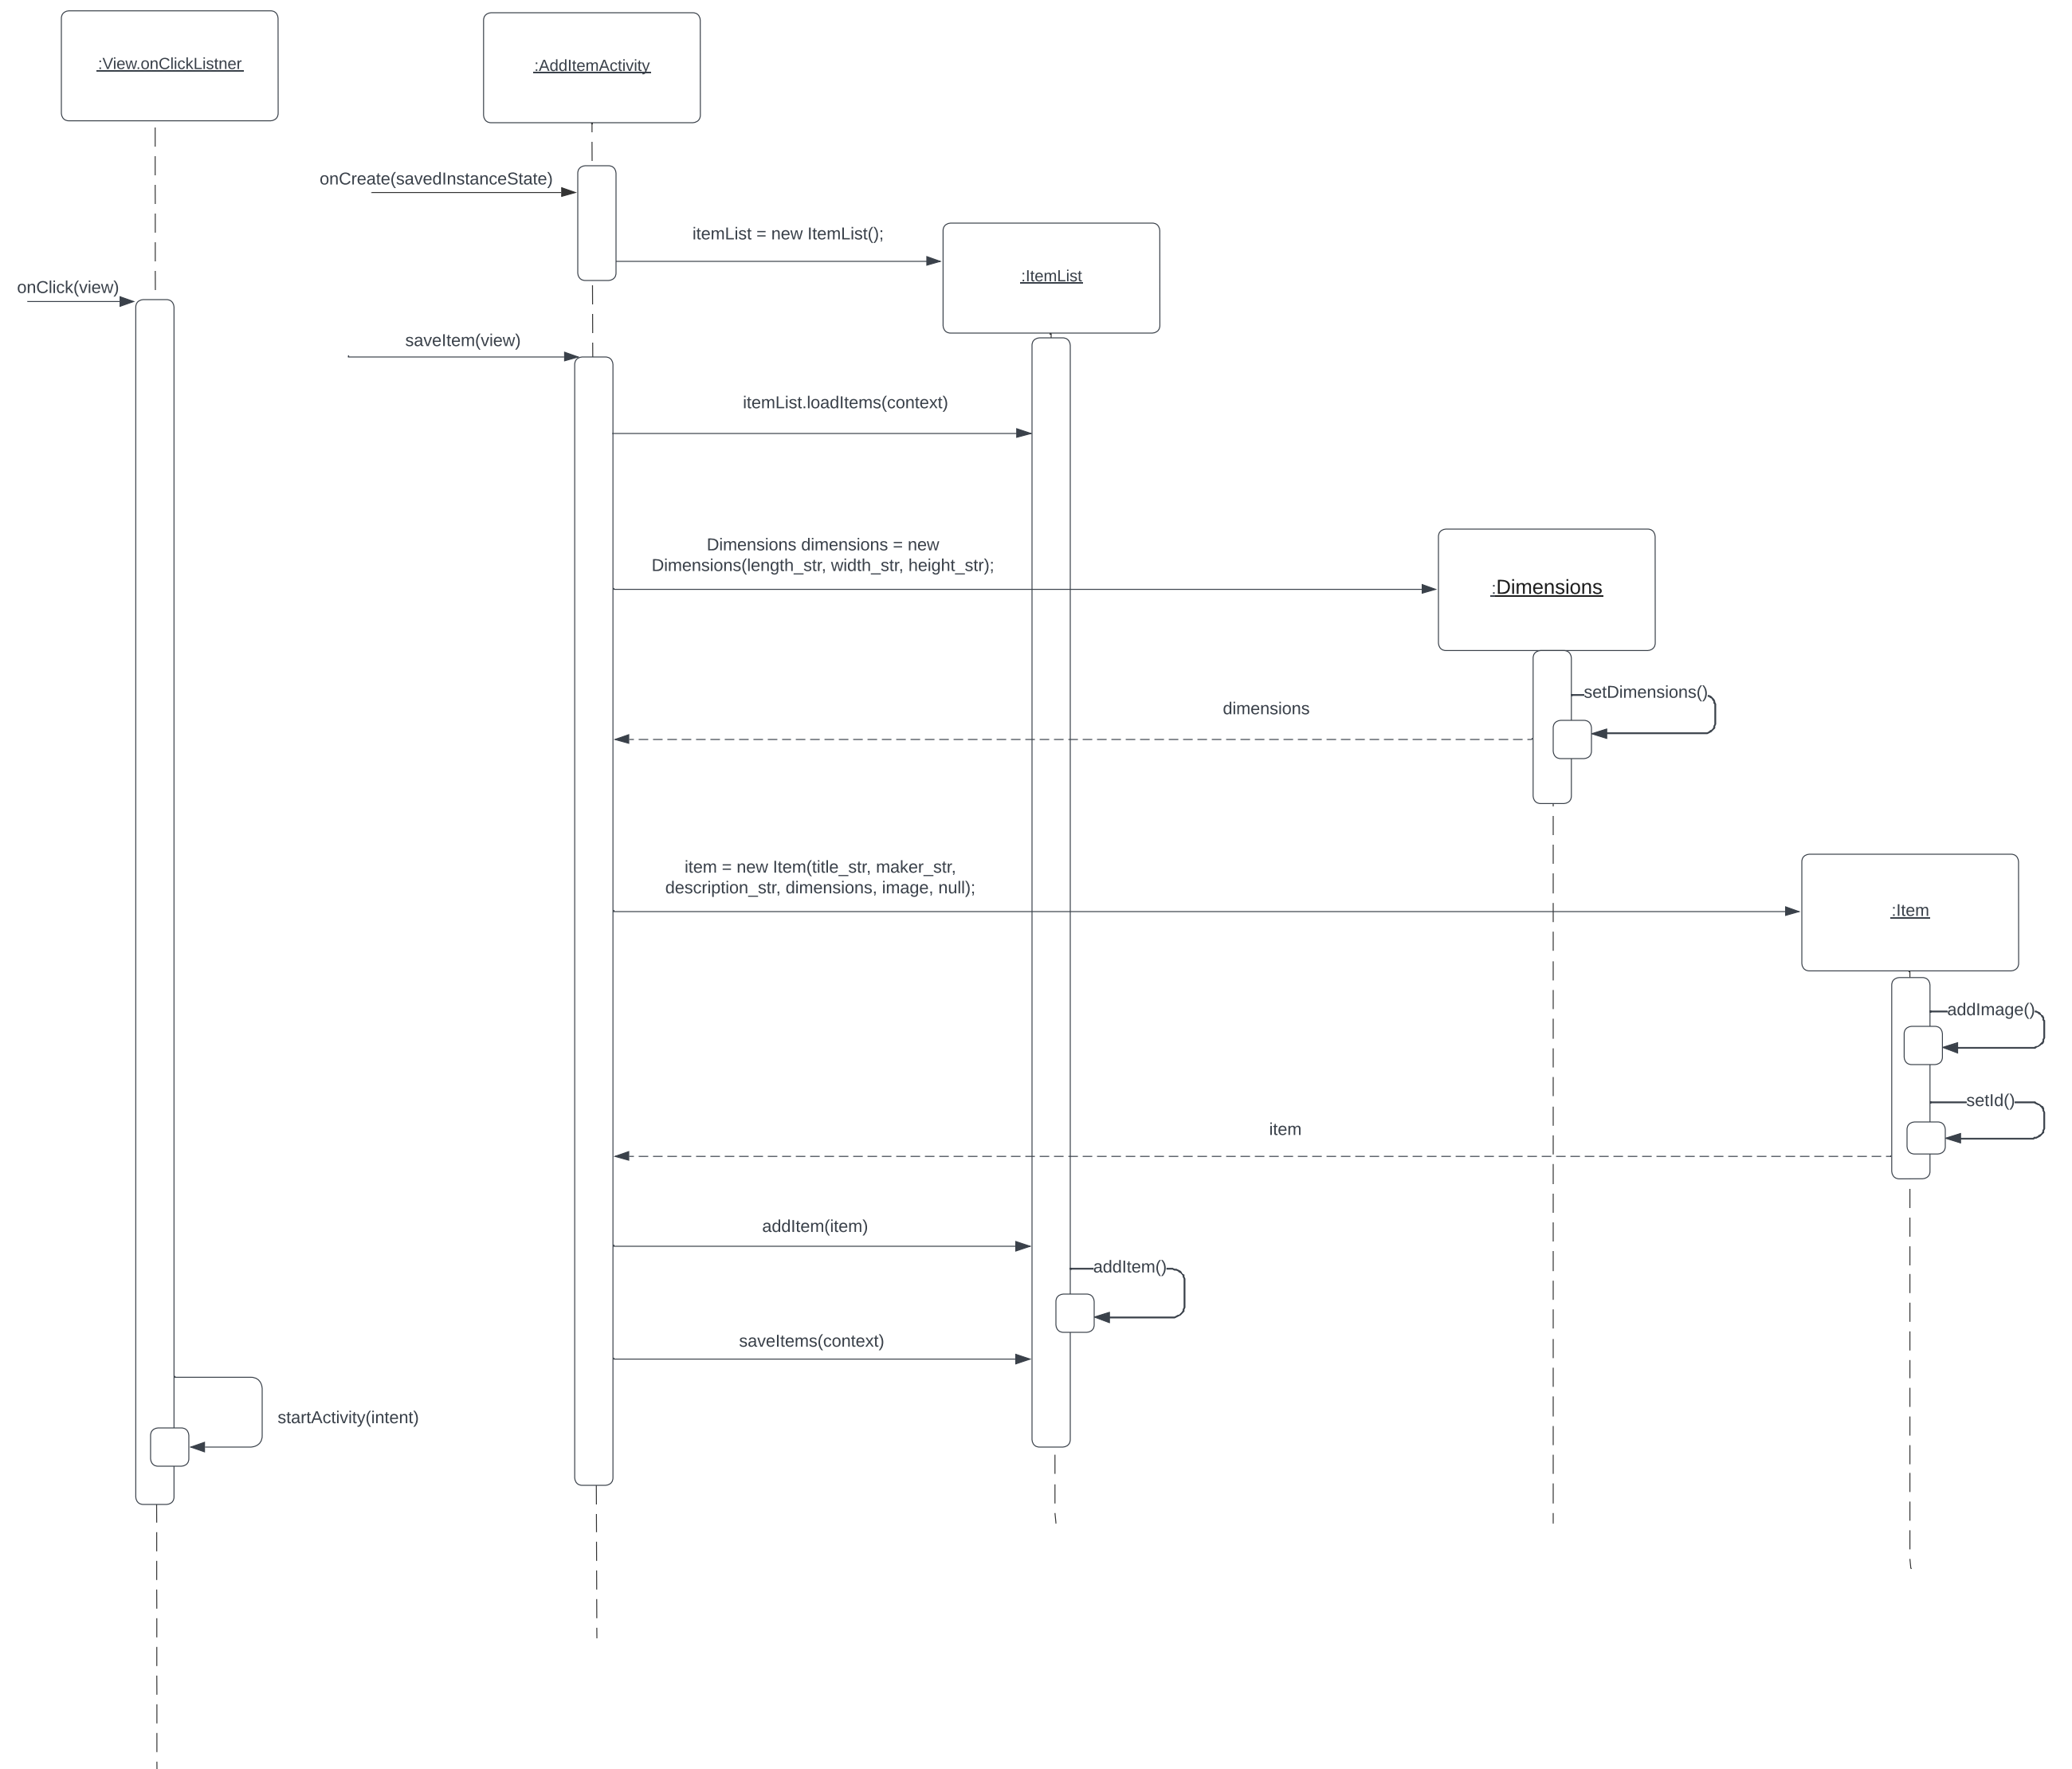 :View.onClickListner
:AddItemActivity
onCreate(savedInstanceState)
itemList = new ItemList();
:ItemList
onClick(view)
saveItem(view)
itemList.loadItems(context)
Dimensions dimensions = new
Dimensions(length_str, width_str, height_str);
:Dimensions
setDimensions()
dimensions
item = new Item(title_str, maker_str,
description_str, dimensions, image, null);
:Item
addImage()
setId()
item
addItem(item)
addItem()
saveItems(context)
startActivity(intent)